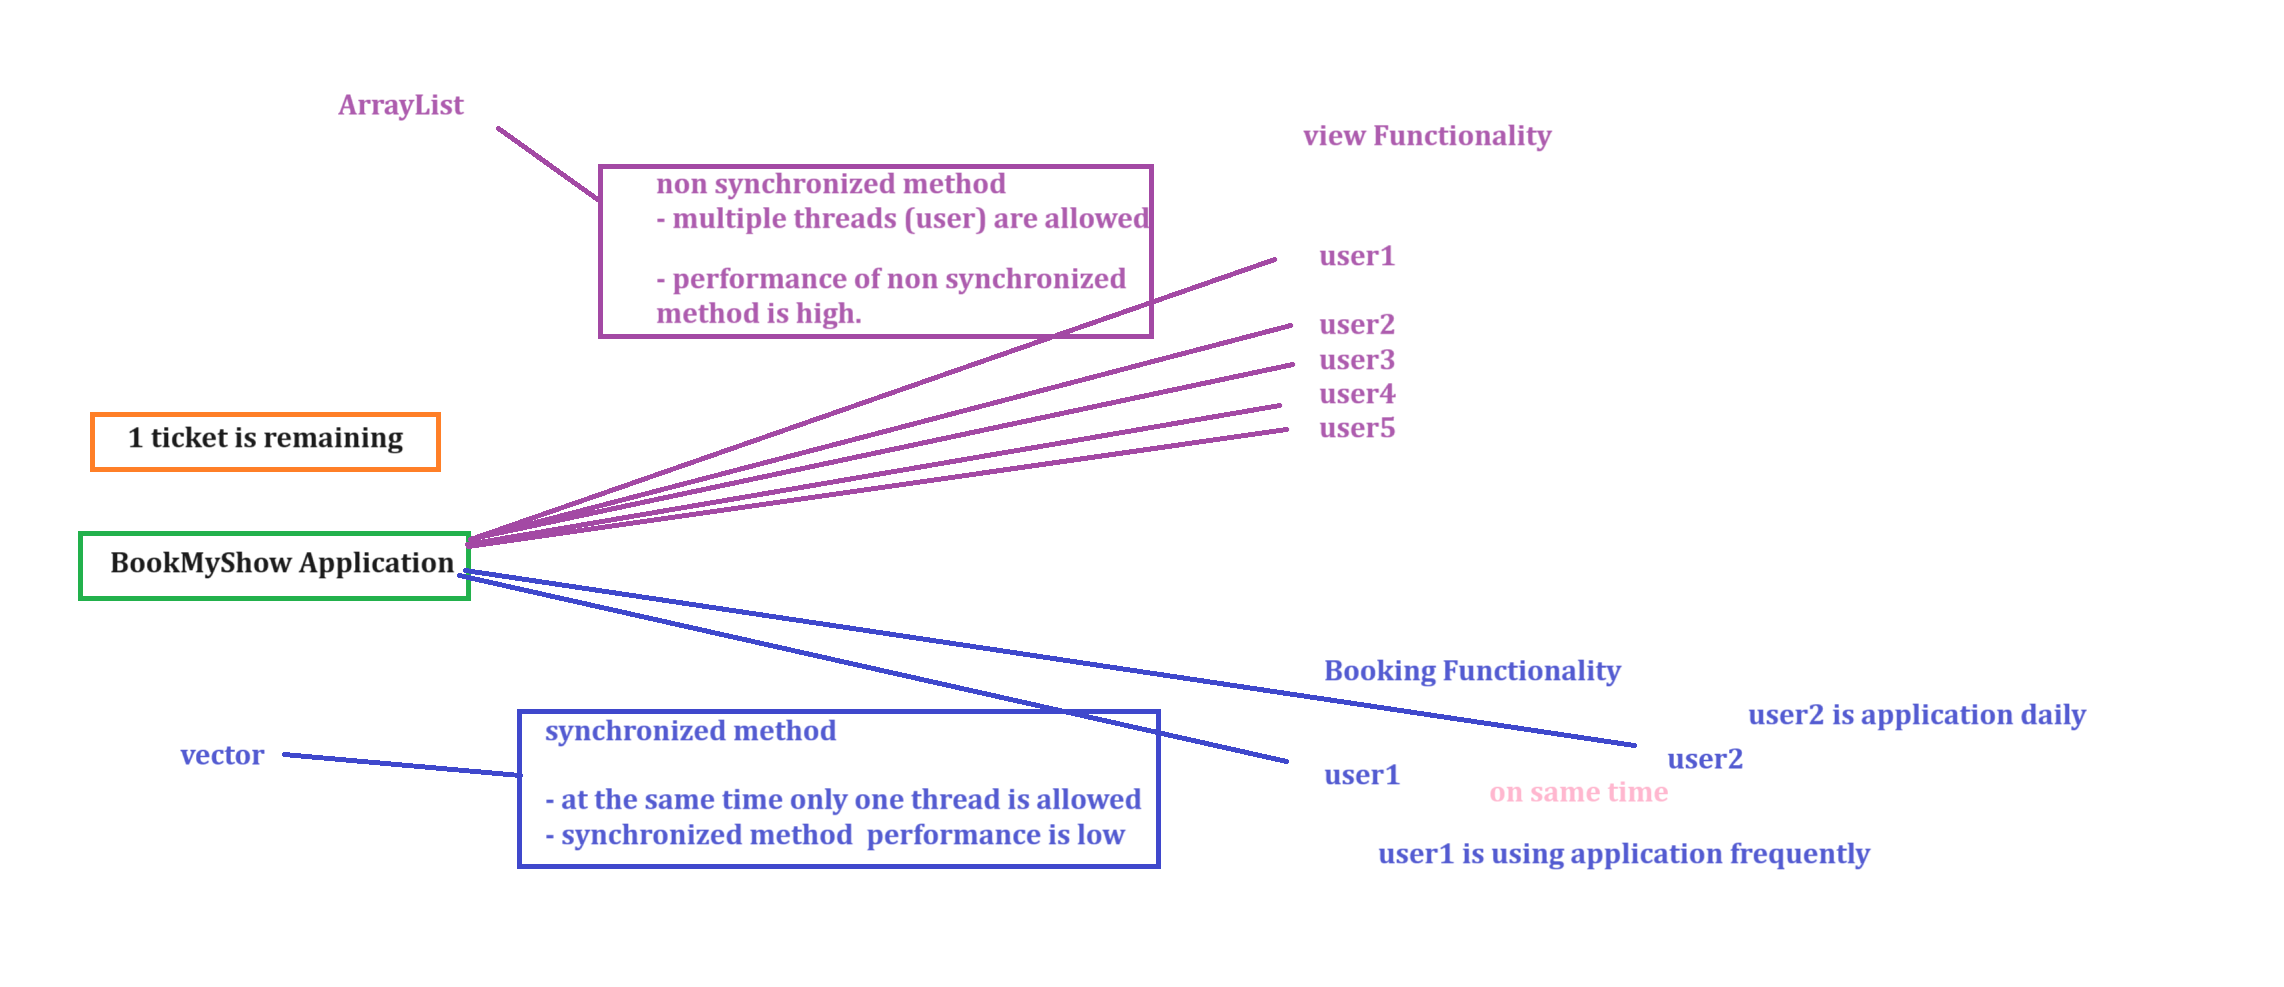 ArrayList
view Functionality
non synchronized method
- multiple threads (user) are allowed
- performance of non synchronized
method is high.
user1
user2
user3
user4
user5
1 ticket is remaining
BookMyShow Application
Booking Functionality
user2 is application daily
synchronized method
vector
user1
user2
on same time
- at the same time only one thread is allowed
- synchronized method  performance is low
user1 is using application frequently